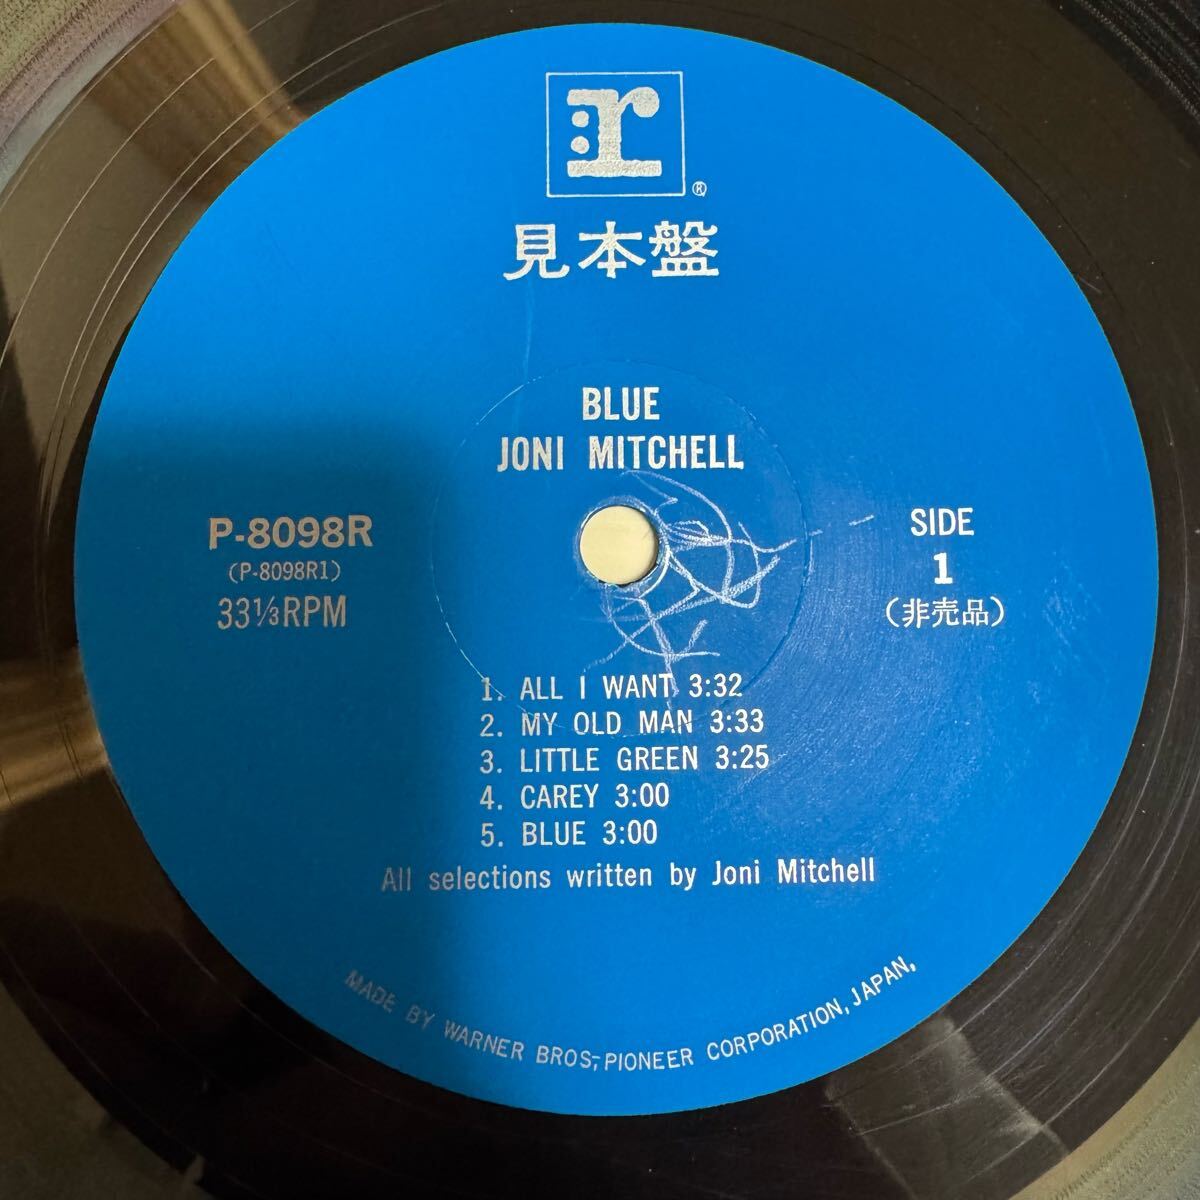 r
®
見本盤
BLUE
JONI MITCHELL
P-8098R
(P-8098R1)
33⅓RPM
SIDE
1
(非売品)
1. ALL I WANT 3:32
2. MY OLD MAN 3:33
3. LITTLE GREEN 3:25
4. CAREY 3:00
5. BLUE 3:00
All selections written by Joni Mitchell
MADE BY WARNER BROS,-PIONEER CORPORATION, JAPAN.